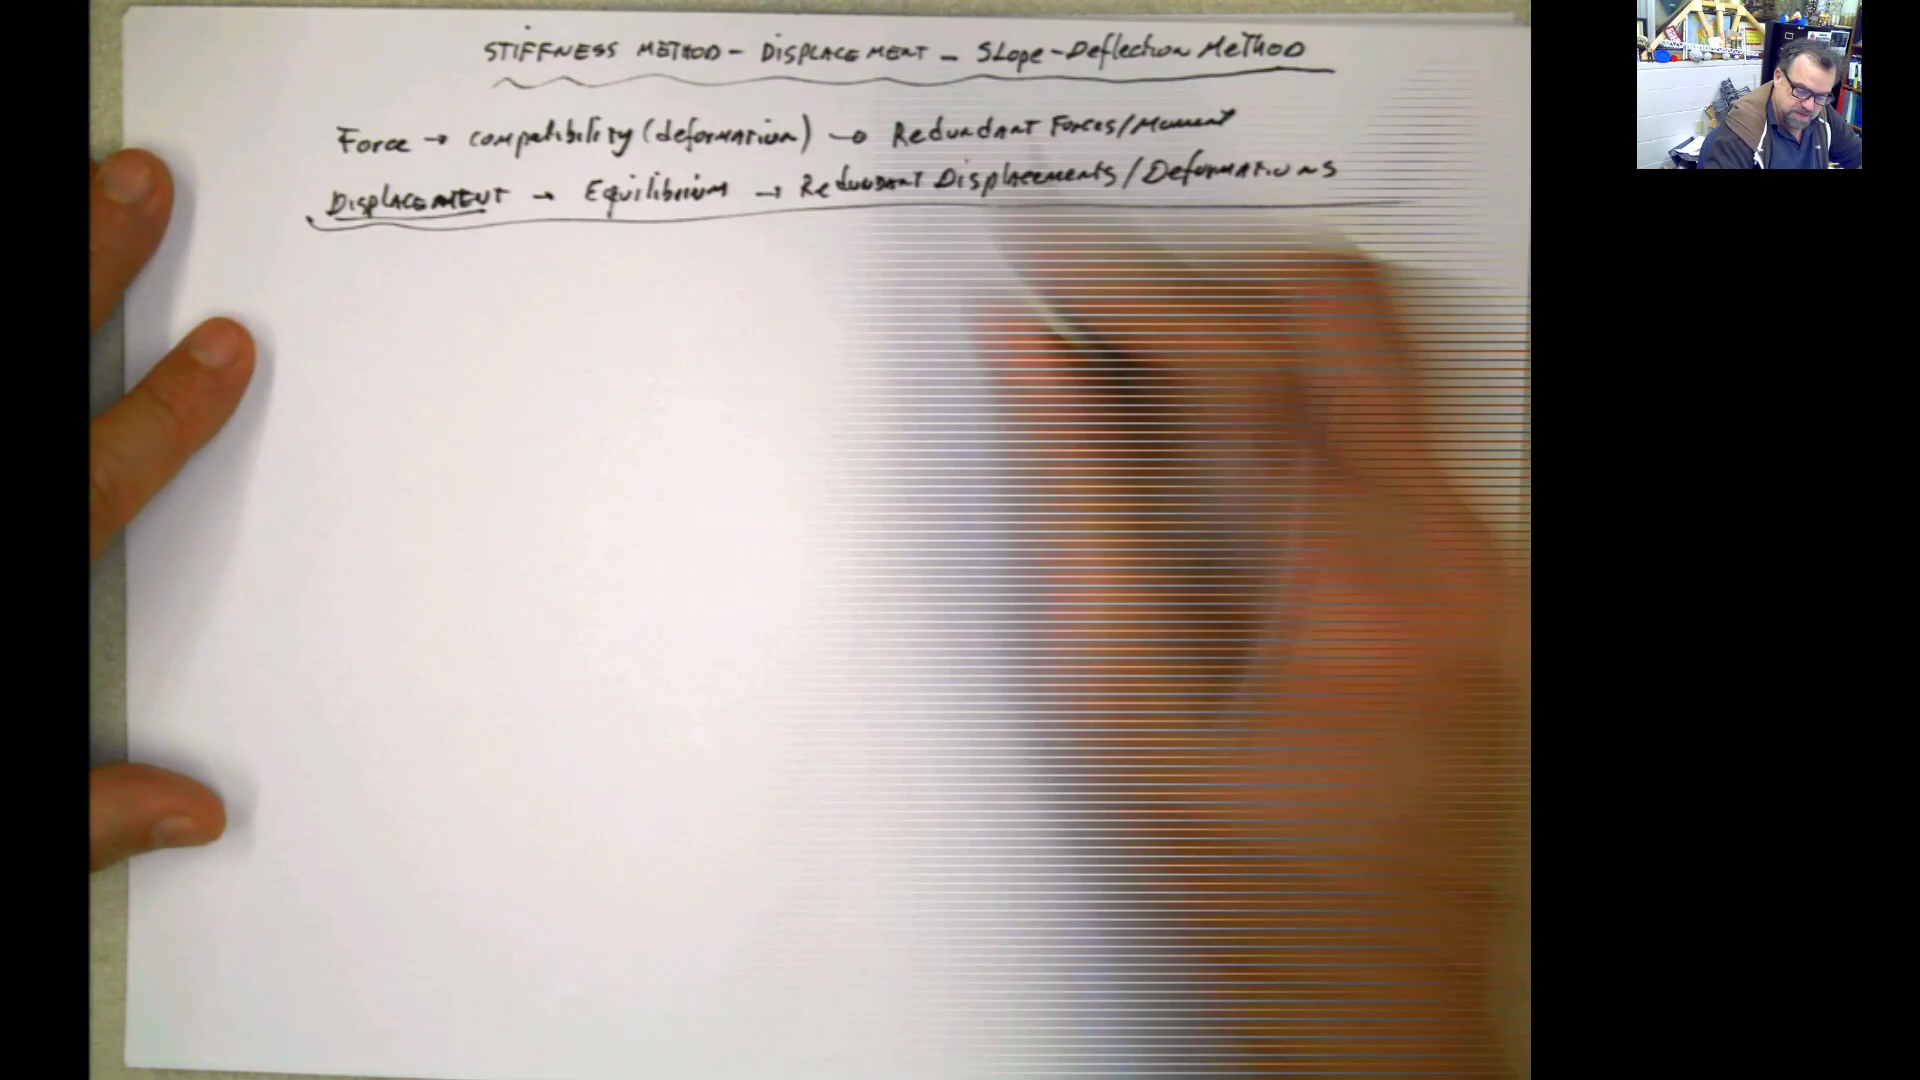 STIFFNESS METHOD - DISPLACEMENT - SLope-Deflection METHOD
Force → compatibility (deformation) → Redundant Forces/Moment
DISPLACEMENT → Equilibrium → Redundant Displacements/Deformations